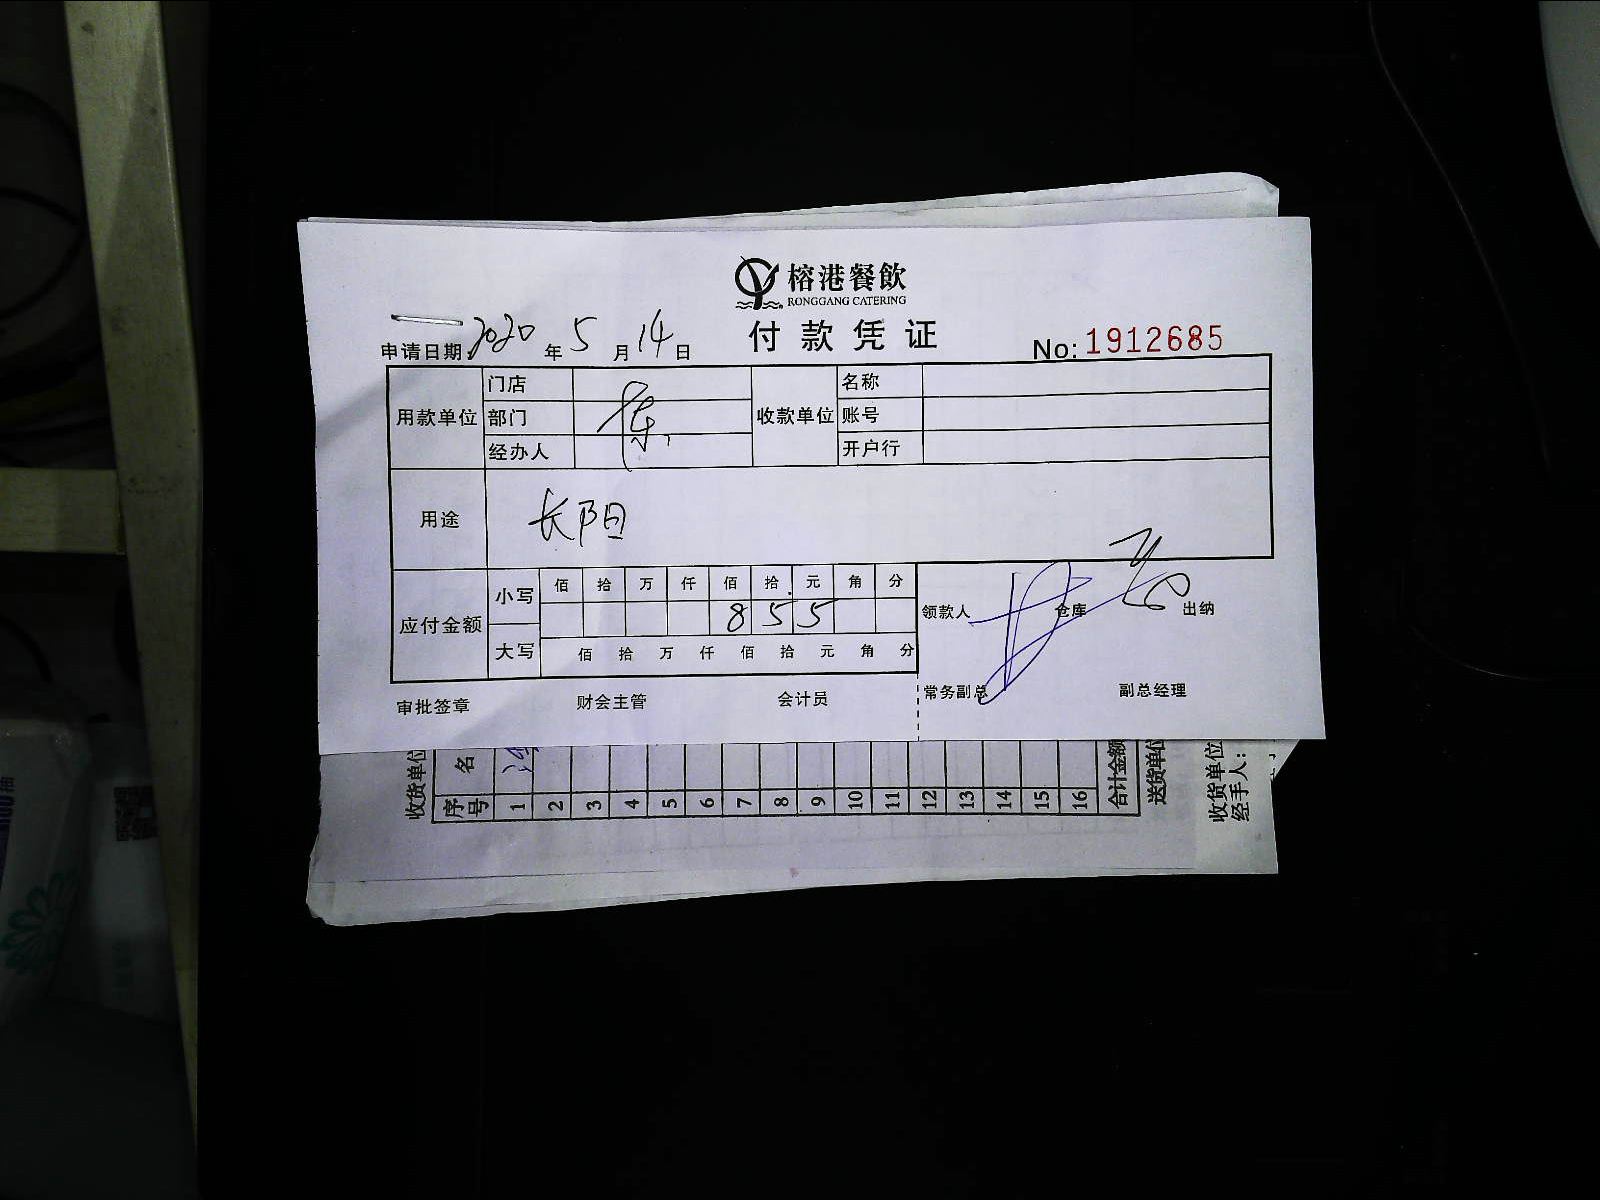 榕港餐飲
RONGGANG CATERING
付款凭证
申请日期 2020 年 5 月 14 日
No: 1912685
用款单位 门店 收款单位 名称
部门 账号
经办人 开户行
用途 长阳
应付金额 小写 佰 拾 万 仟 佰 拾 元 角 分
8 5 5
大写 佰 拾 万 仟 佰 拾 元 角 分
领款人 仓库 出纳
审批签章 财会主管 会计员 常务副总 副总经理
收货单位
序号 名
1 2 3 4 5 6 7 8 9 10 11 12 13 14 15 16 合计金额
送货单位
收货单位
经手人: